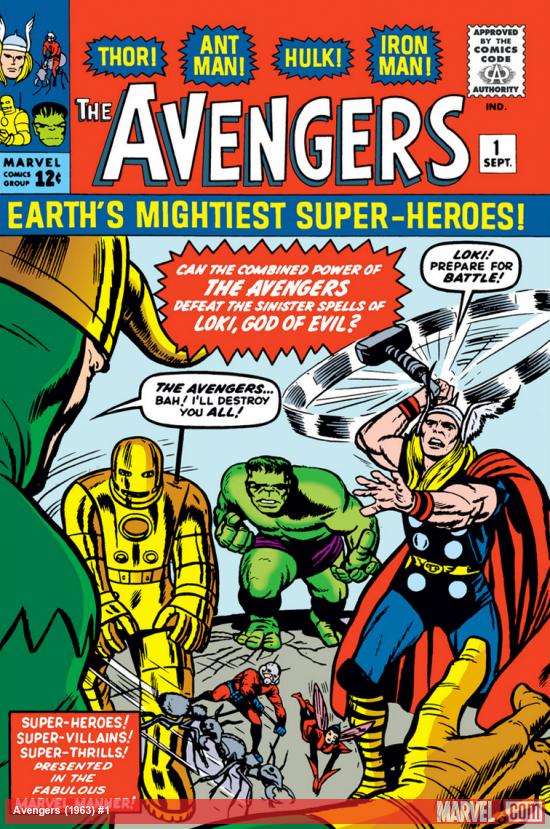 THOR!
ANT
MAN!
HULK!
IRON
MAN!
APPROVED
BY THE
COMICS
CODE
A
AUTHORITY
IND.
THE AVENGERS
1
SEPT.
MARVEL
COMICS
GROUP 12¢
EARTH'S MIGHTIEST SUPER-HEROES!
CAN THE COMBINED POWER OF
THE AVENGERS
DEFEAT THE SINISTER SPELLS OF
LOKI, GOD OF EVIL?
LOKI!
PREPARE FOR
BATTLE!
THE AVENGERS...
BAH! I'LL DESTROY
YOU ALL!
SUPER-HEROES!
SUPER-VILLAINS!
SUPER-THRILLS!
PRESENTED
IN THE
FABULOUS
MARVEL MANNER!
Avengers (1963) #1
MARVEL.com